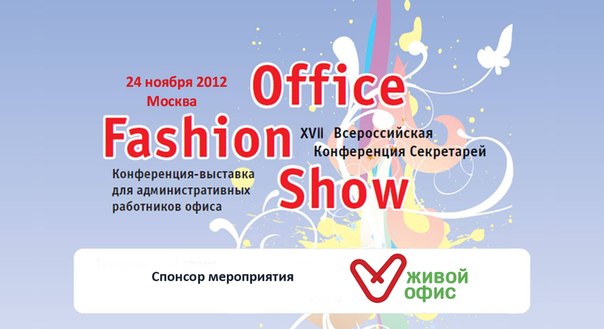 24 ноября 2012
Москва
Office
Fashion
Show
XVII Всероссийская
Конференция Секретарей
Конференция-выставка
для административных
работников офиса
Спонсор мероприятия
живой
офис